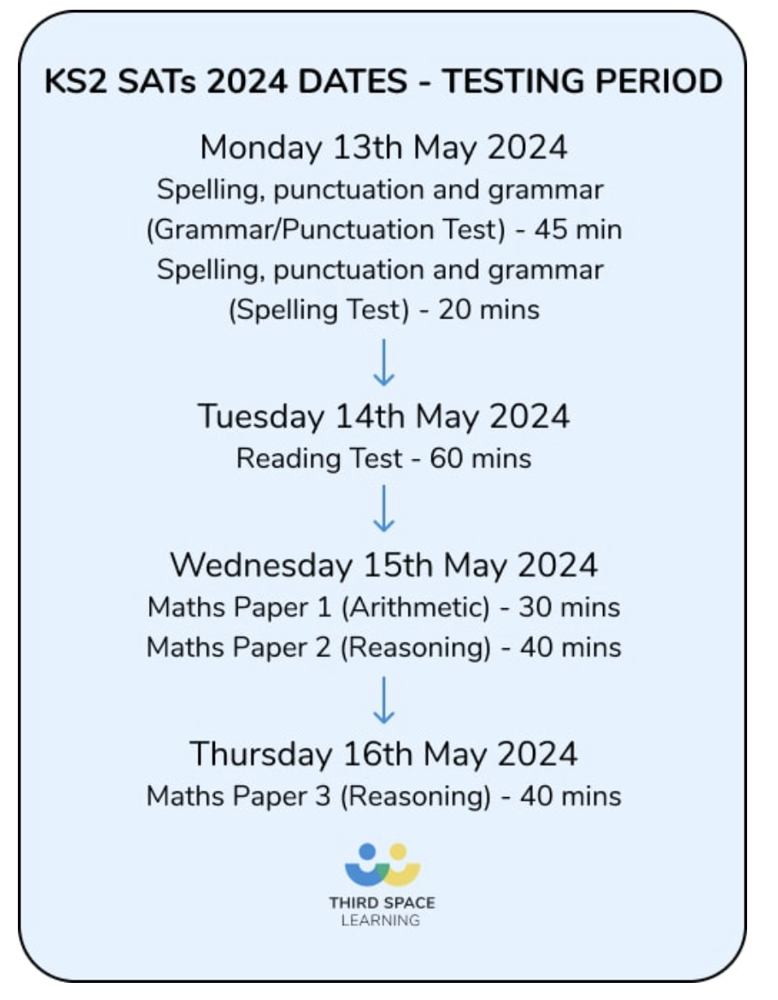 KS2 SATs 2024 DATES - TESTING PERIOD
Monday 13th May 2024
Spelling, punctuation and grammar
(Grammar/Punctuation Test) - 45 min
Spelling, punctuation and grammar
(Spelling Test) - 20 mins
Tuesday 14th May 2024
Reading Test - 60 mins
Wednesday 15th May 2024
Maths Paper 1 (Arithmetic) - 30 mins
Maths Paper 2 (Reasoning) - 40 mins
Thursday 16th May 2024
Maths Paper 3 (Reasoning) - 40 mins
THIRD SPACE
LEARNING